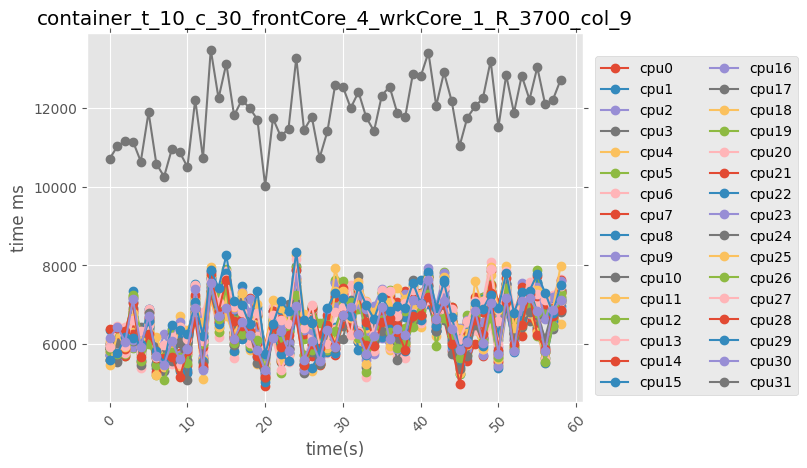 container_t_10_c_30_frontCore_4_wrkCore_1_R_3700_col_9
time ms
12000
10000
8000
6000
0
10
20
30
40
50
60
time(s)
cpu0
cpu1
cpu2
cpu3
cpu4
cpu5
cpu6
cpu7
cpu8
cpu9
cpu10
cpu11
cpu12
cpu13
cpu14
cpu15
cpu16
cpu17
cpu18
cpu19
cpu20
cpu21
cpu22
cpu23
cpu24
cpu25
cpu26
cpu27
cpu28
cpu29
cpu30
cpu31